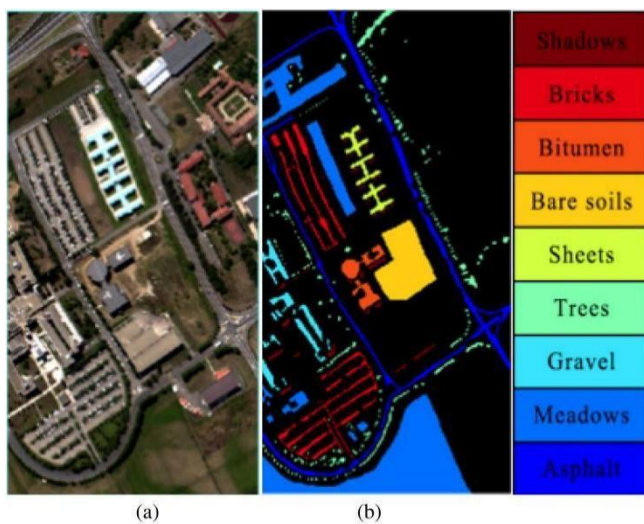 Shadows
Bricks
Bitumen
Bare soils
Sheets
Trees
Gravel
Meadows
Asphalt
(a)
(b)